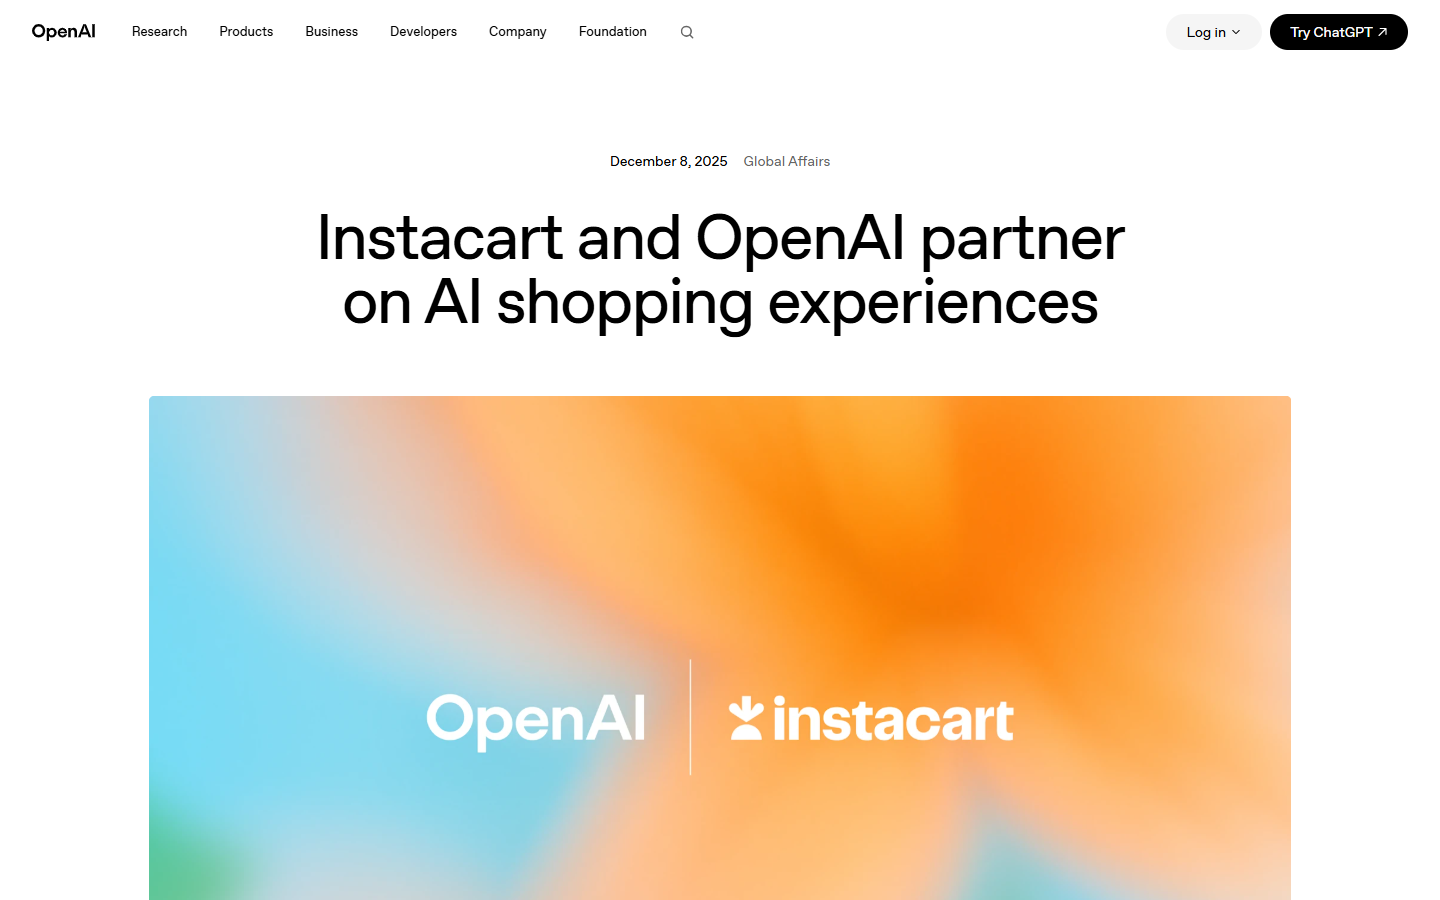 OpenAI Research Products Business Developers Company Foundation Log in Try ChatGPT
December 8, 2025 Global Affairs
Instacart and OpenAI partner
on AI shopping experiences
OpenAI instacart